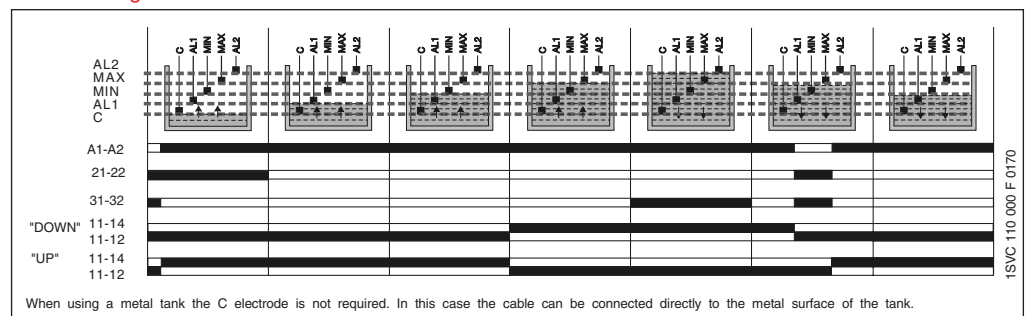 C AL1 MIN MAX AL2 C AL1 MIN MAX AL2 C AL1 MIN MAX AL2 C AL1 MIN MAX AL2 C AL1 MIN MAX AL2 C AL1 MIN MAX AL2 C AL1 MIN MAX AL2
AL2
MAX
MIN
AL1
C
A1-A2
21-22
31-32
"DOWN" 11-14
11-12
"UP" 11-14
11-12
1SVC 110 000 F 0170
When using a metal tank the C electrode is not required. In this case the cable can be connected directly to the metal surface of the tank.